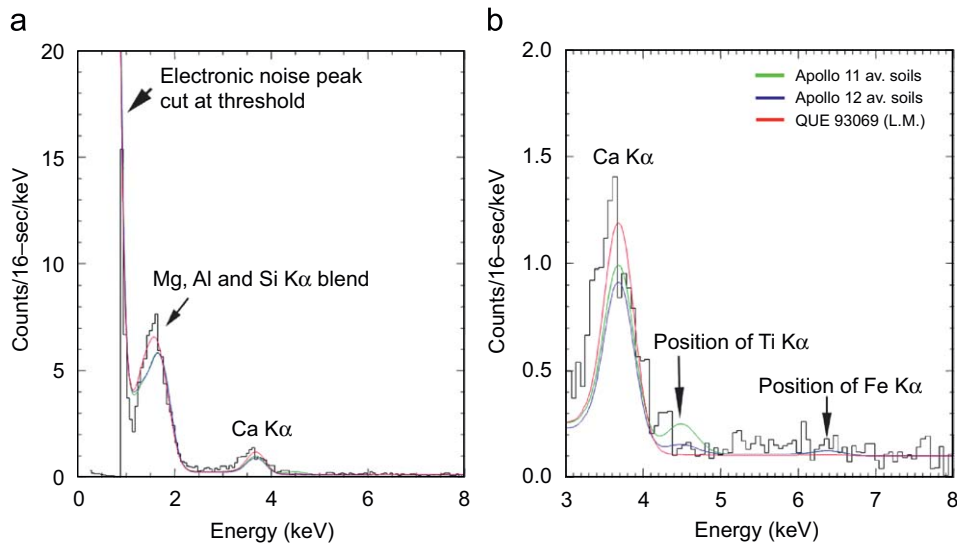 a
20
15
10
5
0
0
2
4
6
8
Counts/16–sec/keV
Energy (keV)
Electronic noise peak
cut at threshold
Mg, Al and Si Kα blend
Ca Kα
b
2.0
1.5
1.0
0.5
0.0
3
4
5
6
7
8
Counts/16–sec/keV
Energy (keV)
Apollo 11 av. soils
Apollo 12 av. soils
QUE 93069 (L.M.)
Ca Kα
Position of Ti Kα
Position of Fe Kα